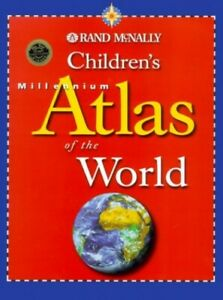 RAND McNALLY
Children's
Millennium
Atlas
of the
World